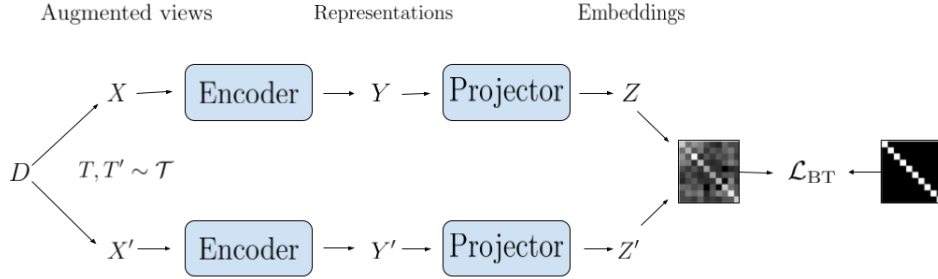 Augmented views Representations Embeddings
X Encoder Y Projector Z
D T, T′ ∼ 𝒯 ℒ_BT
X′ Encoder Y′ Projector Z′